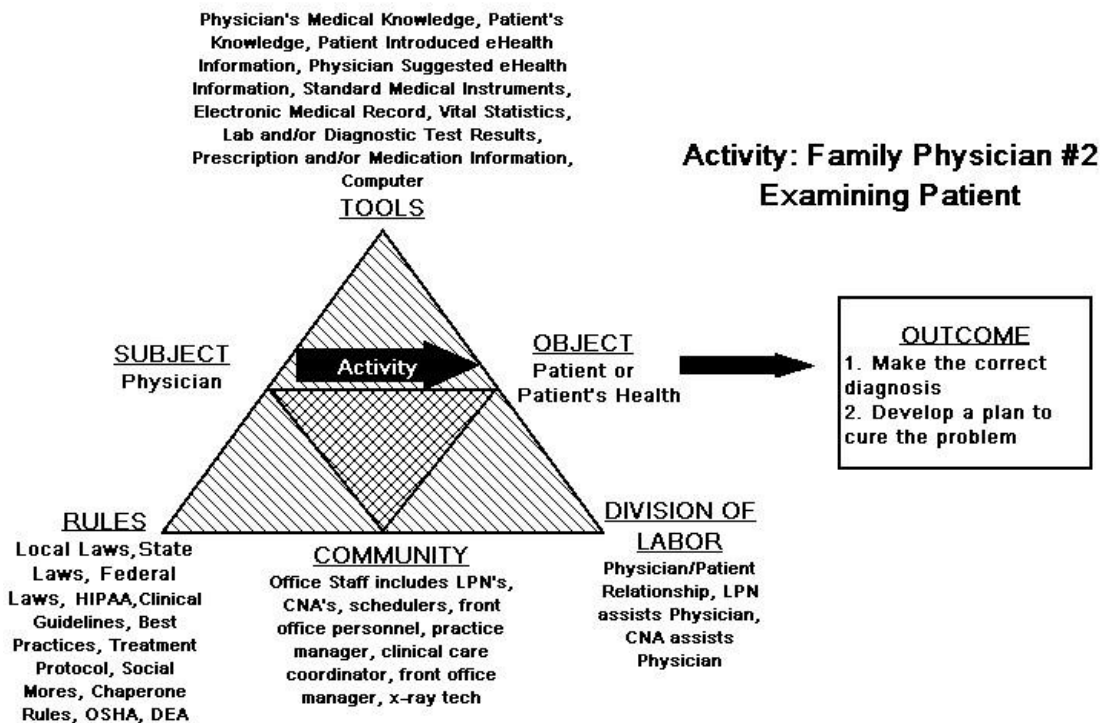 Physician's Medical Knowledge, Patient's
Knowledge, Patient Introduced eHealth
Information, Physician Suggested eHealth
Information, Standard Medical Instruments,
Electronic Medical Record, Vital Statistics,
Lab and/or Diagnostic Test Results,
Prescription and/or Medication Information,
Computer
TOOLS
Activity: Family Physician #2
Examining Patient
SUBJECT
Physician
Activity
OBJECT
Patient or
Patient's Health
OUTCOME
1. Make the correct
diagnosis
2. Develop a plan to
cure the problem
RULES
Local Laws,State
Laws, Federal
Laws, HIPAA,Clinical
Guidelines, Best
Practices, Treatment
Protocol, Social
Mores, Chaperone
Rules, OSHA, DEA
COMMUNITY
Office Staff includes LPN's,
CNA's, schedulers, front
office personnel, practice
manager, clinical care
coordinator, front office
manager, x-ray tech
DIVISION OF
LABOR
Physician/Patient
Relationship, LPN
assists Physician,
CNA assists
Physician